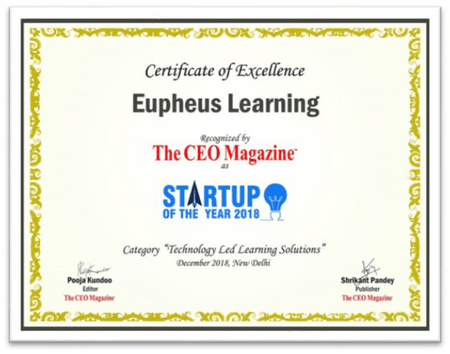 Certificate of Excellence
Eupheus Learning
Recognized by
The CEO Magazine™
as
STARTUP
OF THE YEAR 2018
Category "Technology Led Learning Solutions"
December 2018, New Delhi
Pooja Kundoo
Editor
The CEO Magazine
Shrikant Pandey
Publisher
The CEO Magazine